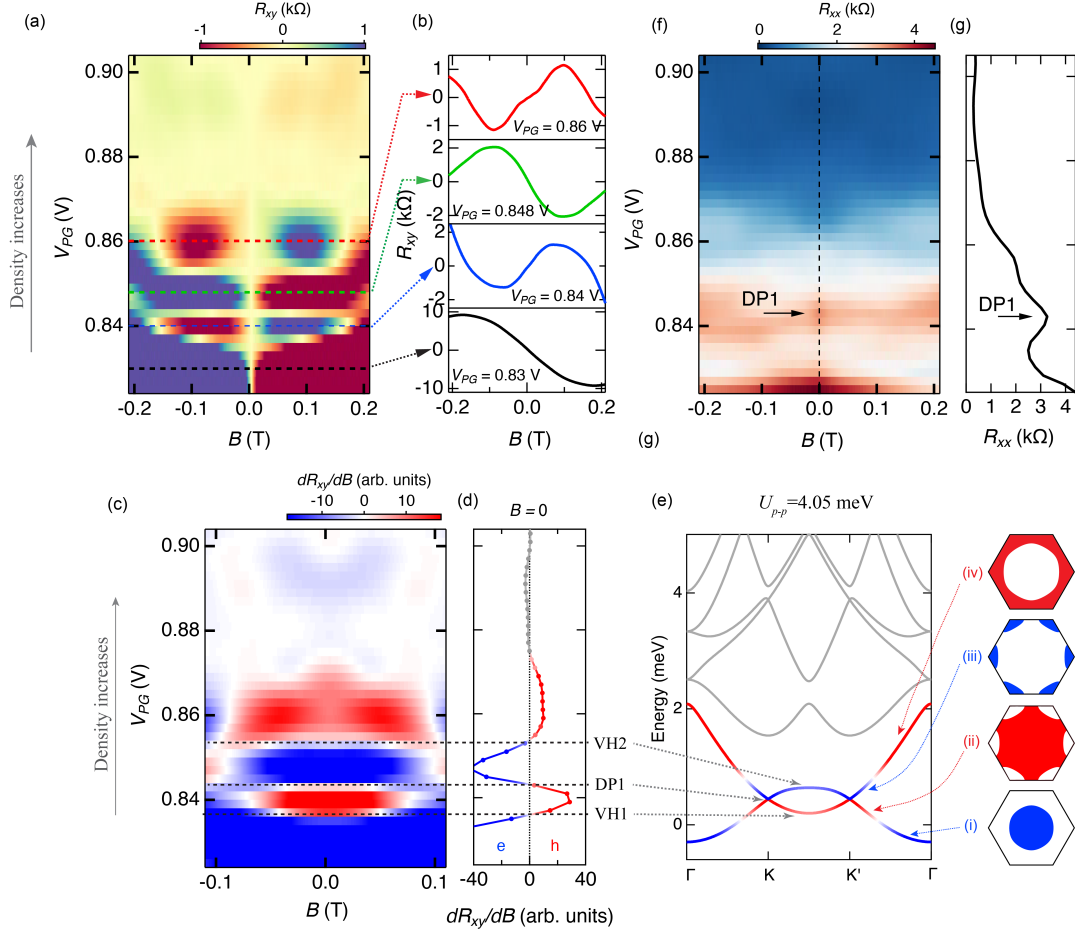 (a)
R_xy (kΩ)
-1 0 1
Density increases
V_PG (V)
0.90
0.88
0.86
0.84
-0.2 -0.1 0.0 0.1 0.2
B (T)
(b)
R_xy (kΩ)
1
0
-1
V_PG = 0.86 V
2
0
-2
V_PG = 0.848 V
2
0
-2
V_PG = 0.84 V
10
0
-10
V_PG = 0.83 V
-0.2 0.0 0.2
B (T)
(f)
R_xx (kΩ)
0 2 4
V_PG (V)
0.90
0.88
0.86
0.84
DP1
-0.2 -0.1 0.0 0.1 0.2
B (T)
(g)
DP1
0 1 2 3 4
R_xx (kΩ)
(g)
(c)
dR_xy/dB (arb. units)
-10 0 10
Density increases
V_PG (V)
0.90
0.88
0.86
0.84
-0.1 0.0 0.1
B (T)
(d)
B = 0
e h
-40 0 40
dR_xy/dB (arb. units)
VH2
DP1
VH1
(e)
U_p-p=4.05 meV
Energy (meV)
4
2
0
Γ K K' Γ
(iv)
(iii)
(ii)
(i)